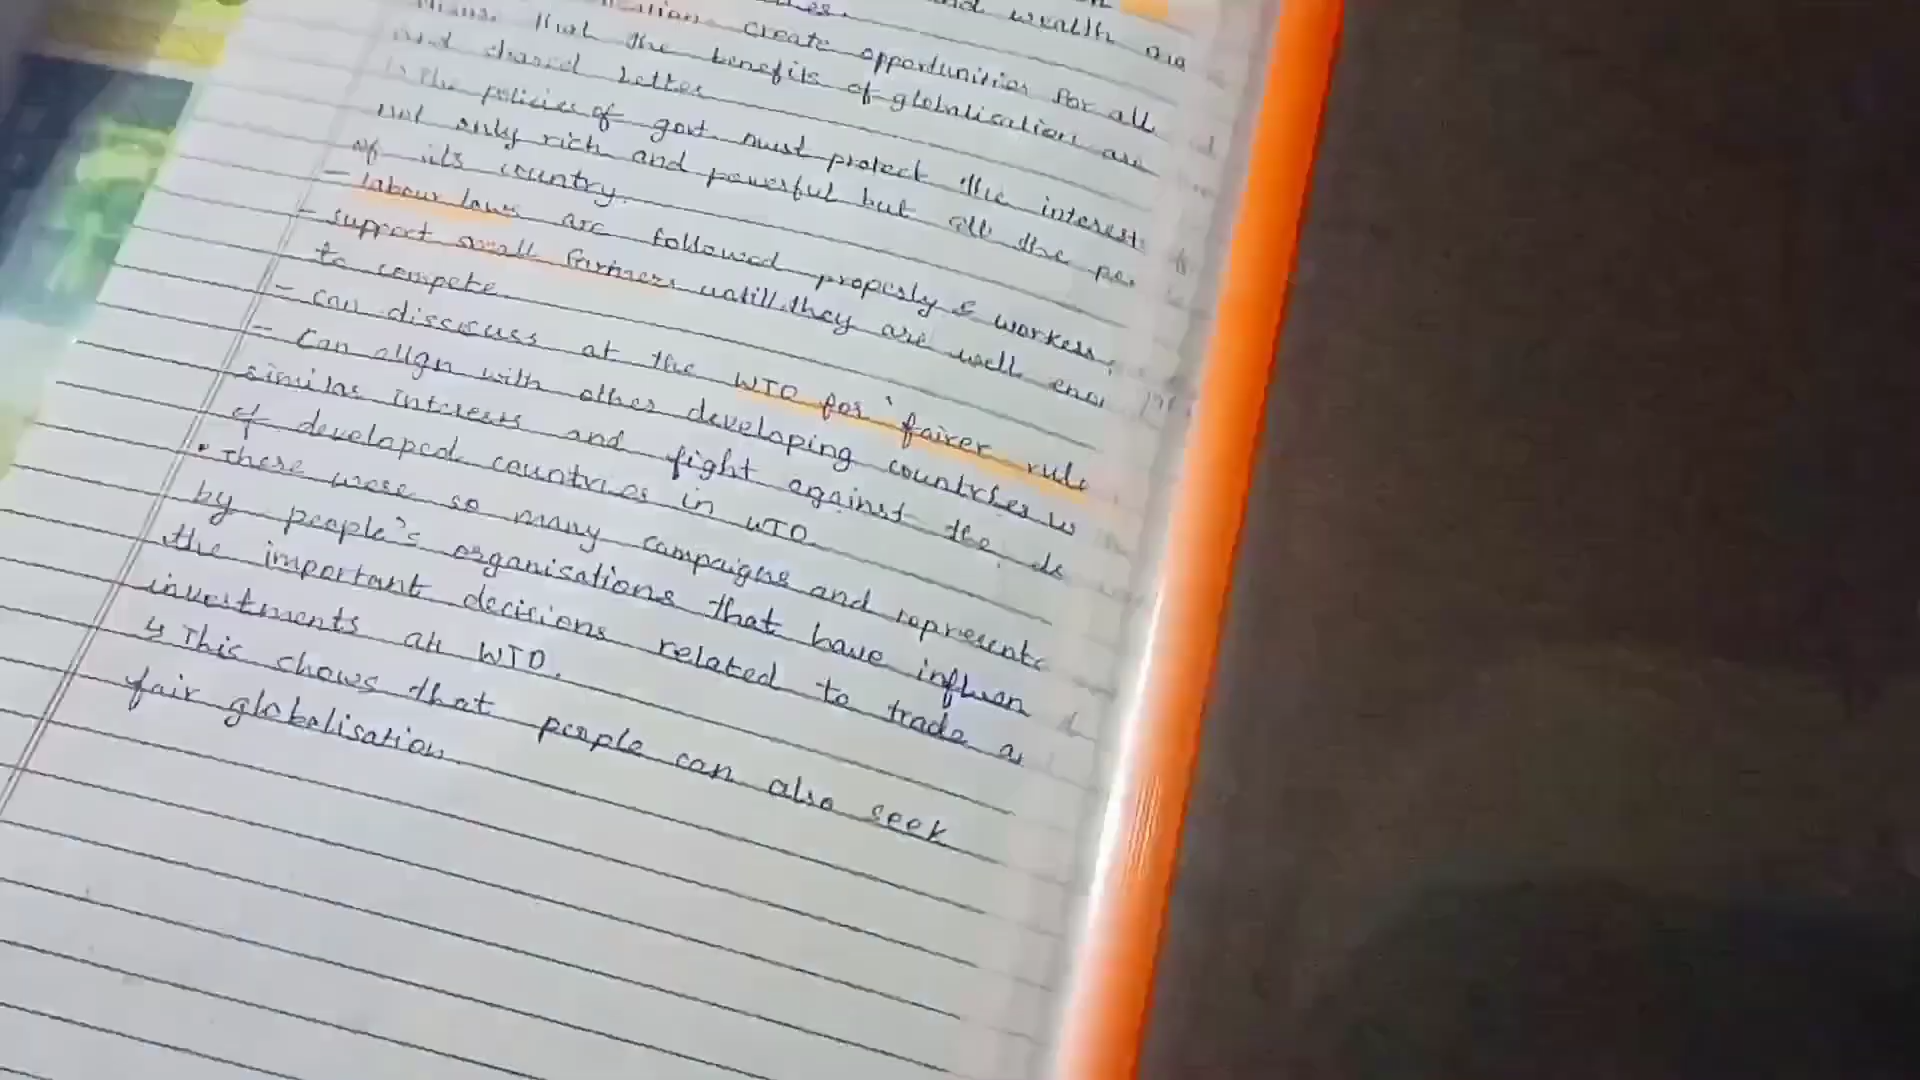 and wealth
create opportunities for all
that the benefits of globalisation are
and shared better
the policies of govt must protect the interest
not only rich and powerful but all the
of its country.
- labour laws are followed properly & workers
- support small farmers untill they are well
to compete
- can discsuss at the WTO for 'fairer rule
- Can align with other developing countries
similar interests and fight against the
of developed countries in WTO.
• There were so many campaigns and represent
by people's organisations that have influen
the important decisions related to trade
investments at WTO.
↳ This shows that people can also seek
fair globalisation